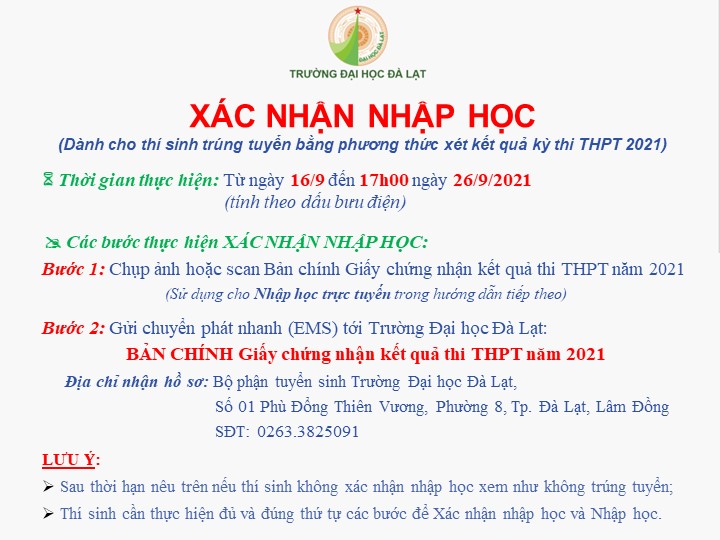 ĐẠI HỌC ĐÀ LẠT
TRƯỜNG ĐẠI HỌC ĐÀ LẠT
XÁC NHẬN NHẬP HỌC
(Dành cho thí sinh trúng tuyển bằng phương thức xét kết quả kỳ thi THPT 2021)
Thời gian thực hiện: Từ ngày 16/9 đến 17h00 ngày 26/9/2021
(tính theo dấu bưu điện)
Các bước thực hiện XÁC NHẬN NHẬP HỌC:
Bước 1: Chụp ảnh hoặc scan Bản chính Giấy chứng nhận kết quả thi THPT năm 2021
(Sử dụng cho Nhập học trực tuyến trong hướng dẫn tiếp theo)
Bước 2: Gửi chuyển phát nhanh (EMS) tới Trường Đại học Đà Lạt:
BẢN CHÍNH Giấy chứng nhận kết quả thi THPT năm 2021
Địa chỉ nhận hồ sơ: Bộ phận tuyển sinh Trường Đại học Đà Lạt,
Số 01 Phù Đổng Thiên Vương, Phường 8, Tp. Đà Lạt, Lâm Đồng
SĐT: 0263.3825091
LƯU Ý:
Sau thời hạn nêu trên nếu thí sinh không xác nhận nhập học xem như không trúng tuyển;
Thí sinh cần thực hiện đủ và đúng thứ tự các bước để Xác nhận nhập học và Nhập học.